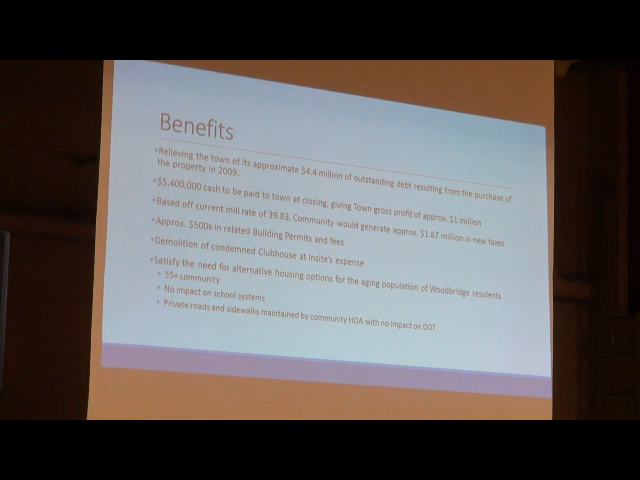 Benefits
•Relieving the town of its approximate $4.4 million of outstanding debt resulting from the purchase of
the property in 2009.
•$5,400,000 cash to be paid to town at closing, giving Town gross profit of approx. $1 million
•Based off current mill rate of 39.83, Community would generate approx. $1.67 million in new taxes
•Approx. $500k in related Building Permits and fees
•Demolition of condemned Clubhouse at Insite's expense
•Satisfy the need for alternative housing options for the aging population of Woodbridge residents
• 55+ community
• No impact on school systems
• Private roads and sidewalks maintained by community HOA with no impact on DOT